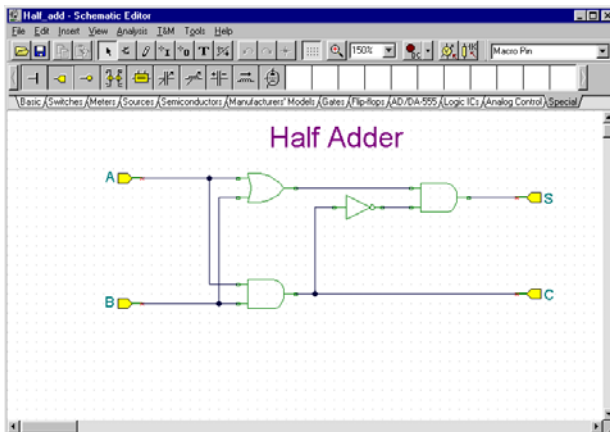 Half_add - Schematic Editor
File Edit Insert View Analysis T&M Tools Help
T 150% DC Macro Pin
Basic Switches Meters Sources Semiconductors Manufacturers' Models Gates Flip-flops AD/DA-555 Logic ICs Analog Control Special
Half Adder
A
S
B
C